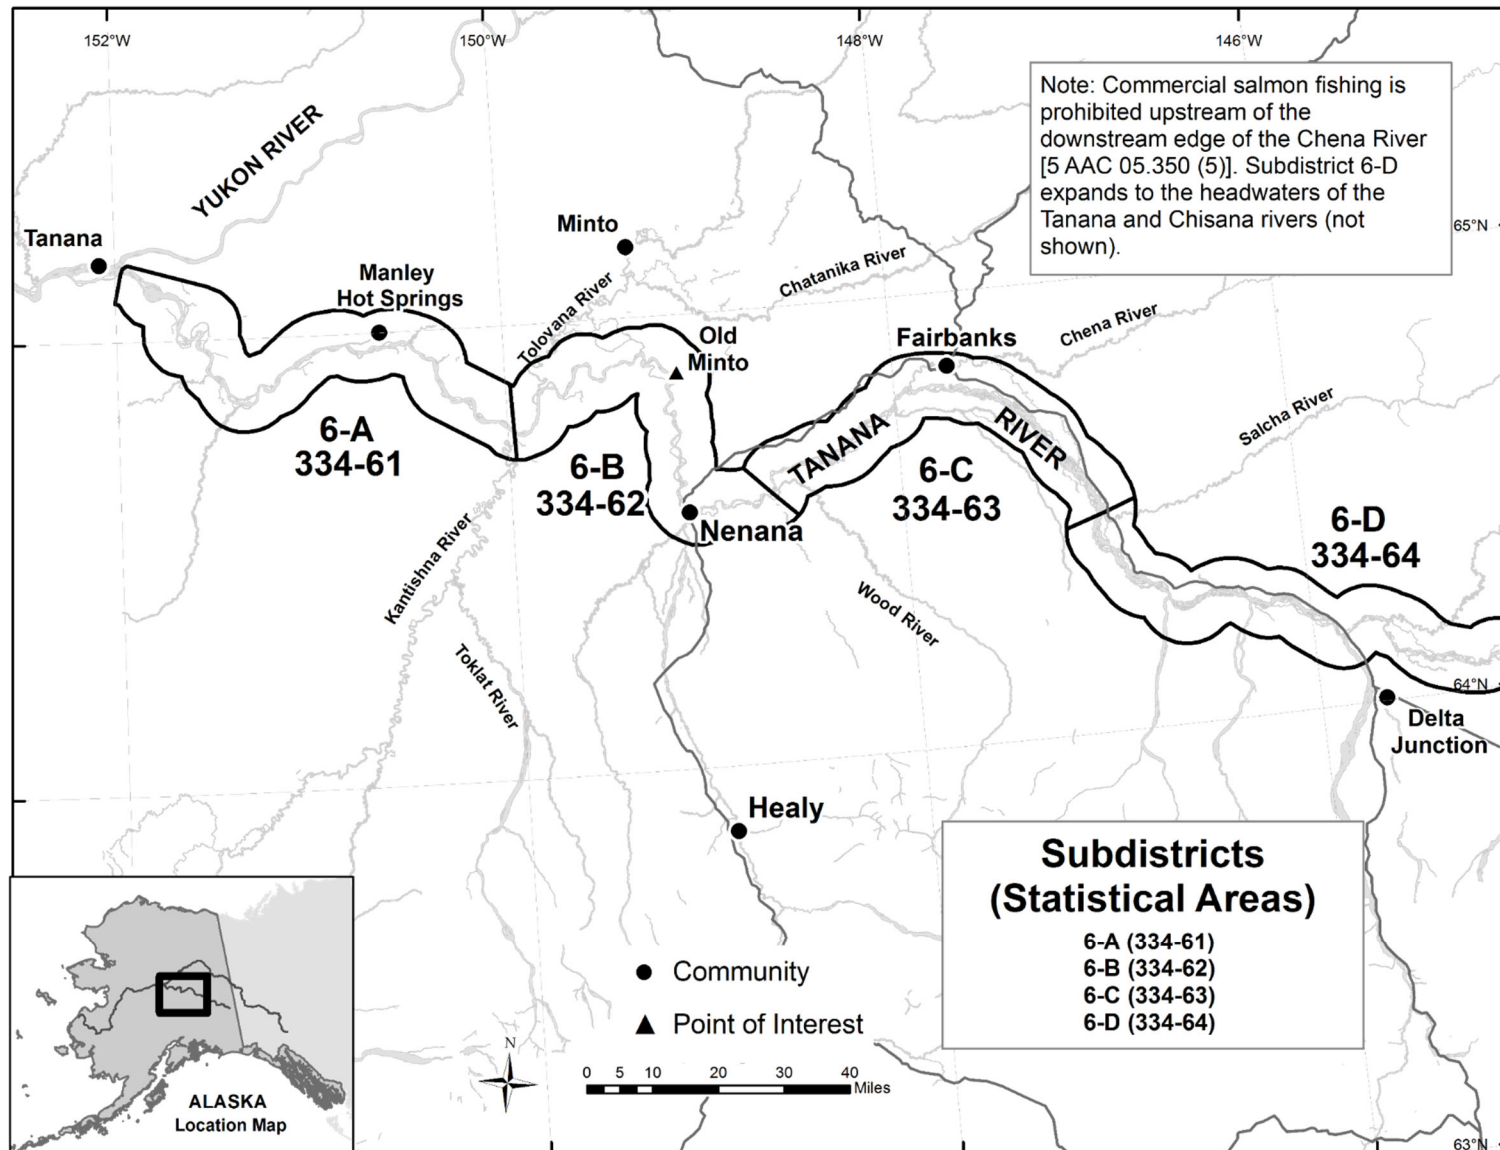 152°W
150°W
148°W
146°W
Note: Commercial salmon fishing is
prohibited upstream of the
downstream edge of the Chena River
[5 AAC 05.350 (5)]. Subdistrict 6-D
expands to the headwaters of the
Tanana and Chisana rivers (not
shown).
65°N
YUKON RIVER
Tanana
Minto
Manley
Hot Springs
Tolovana River
Chatanika River
Old
Minto
Fairbanks
Chena River
Salcha River
6-A
334-61
6-B
334-62
TANANA
RIVER
6-C
334-63
6-D
334-64
Nenana
Kantishna River
Toklat River
Wood River
64°N
Delta
Junction
Healy
Subdistricts
(Statistical Areas)
6-A (334-61)
6-B (334-62)
6-C (334-63)
6-D (334-64)
Community
Point of Interest
N
0 5 10 20 30 40
Miles
ALASKA
Location Map
63°N